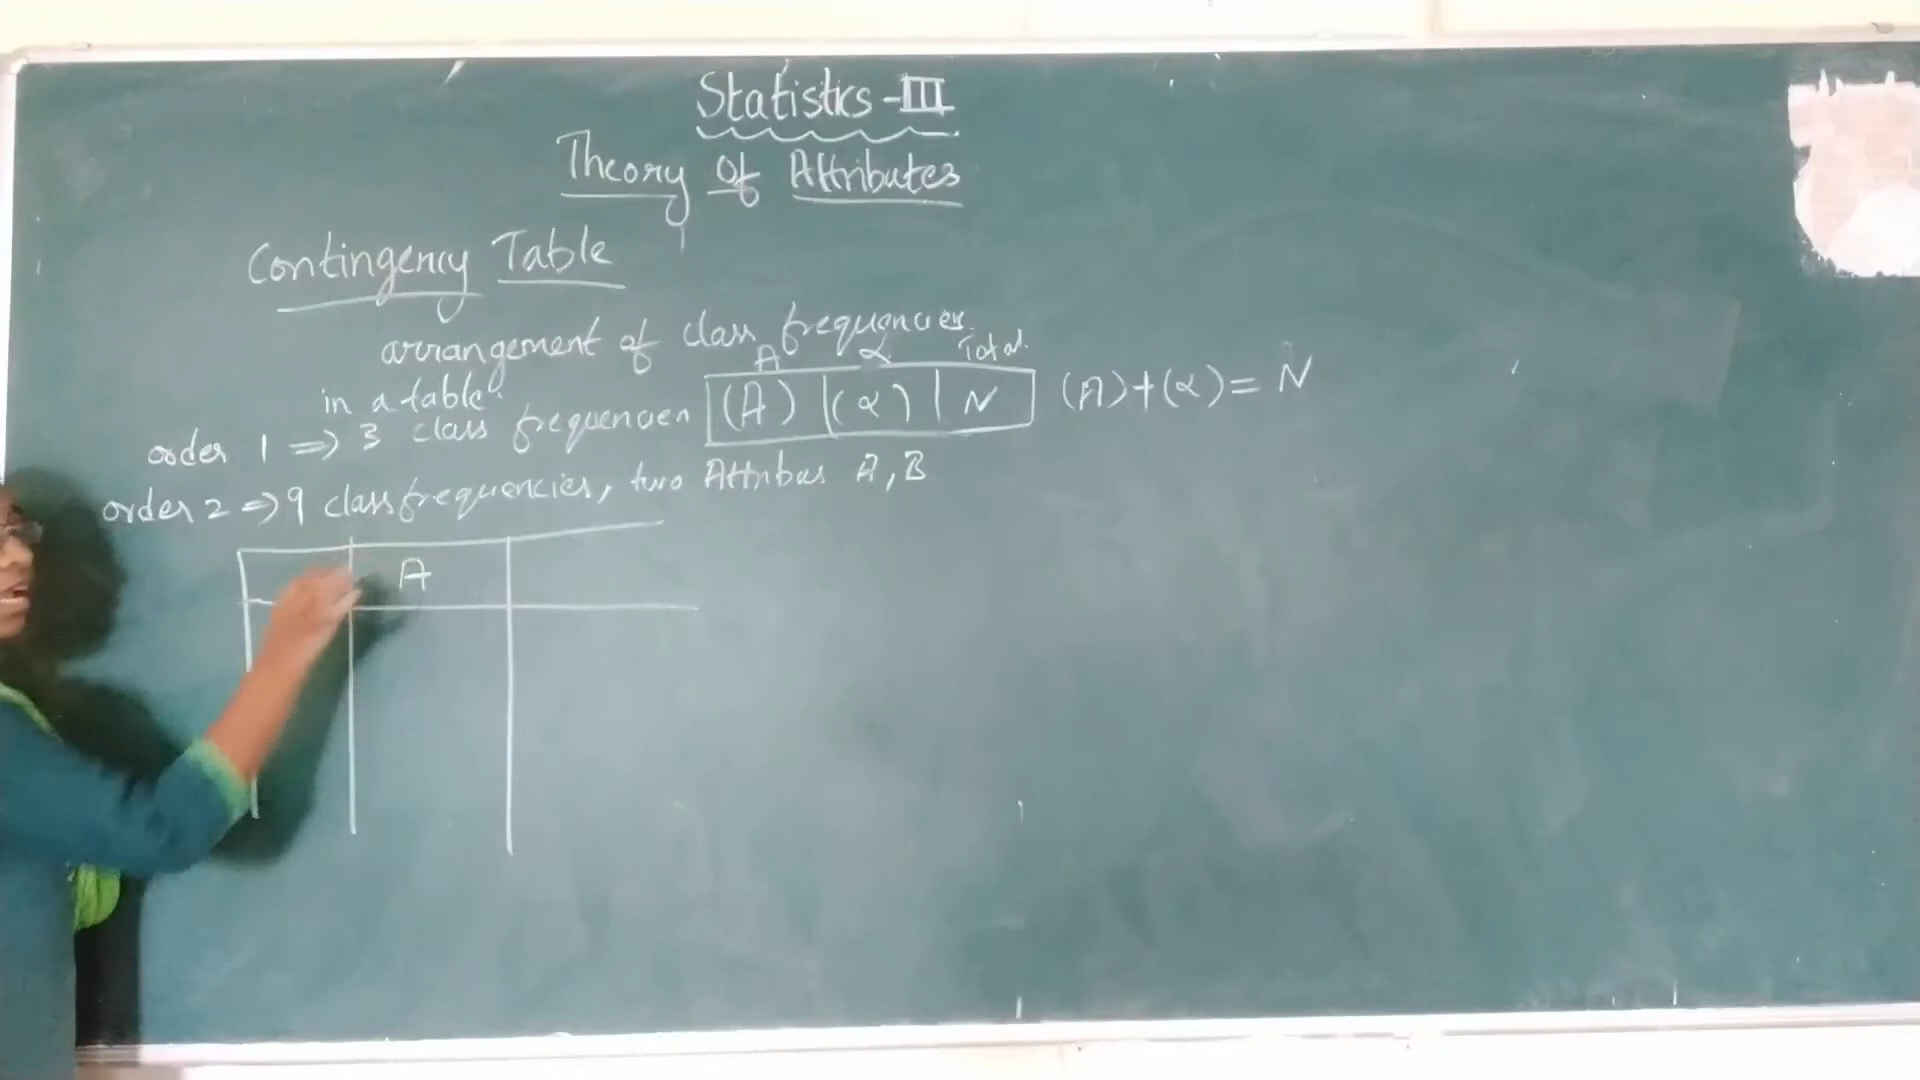 Statistics - III
Theory Of Attributes
Contingency Table
arrangement of class frequencies
in a table.
A α Total
order 1 ⇒ 3 class frequencies (A) (α) N (A)+(α)= N
order 2 ⇒ 9 class frequencies, two Attribus A, B
A